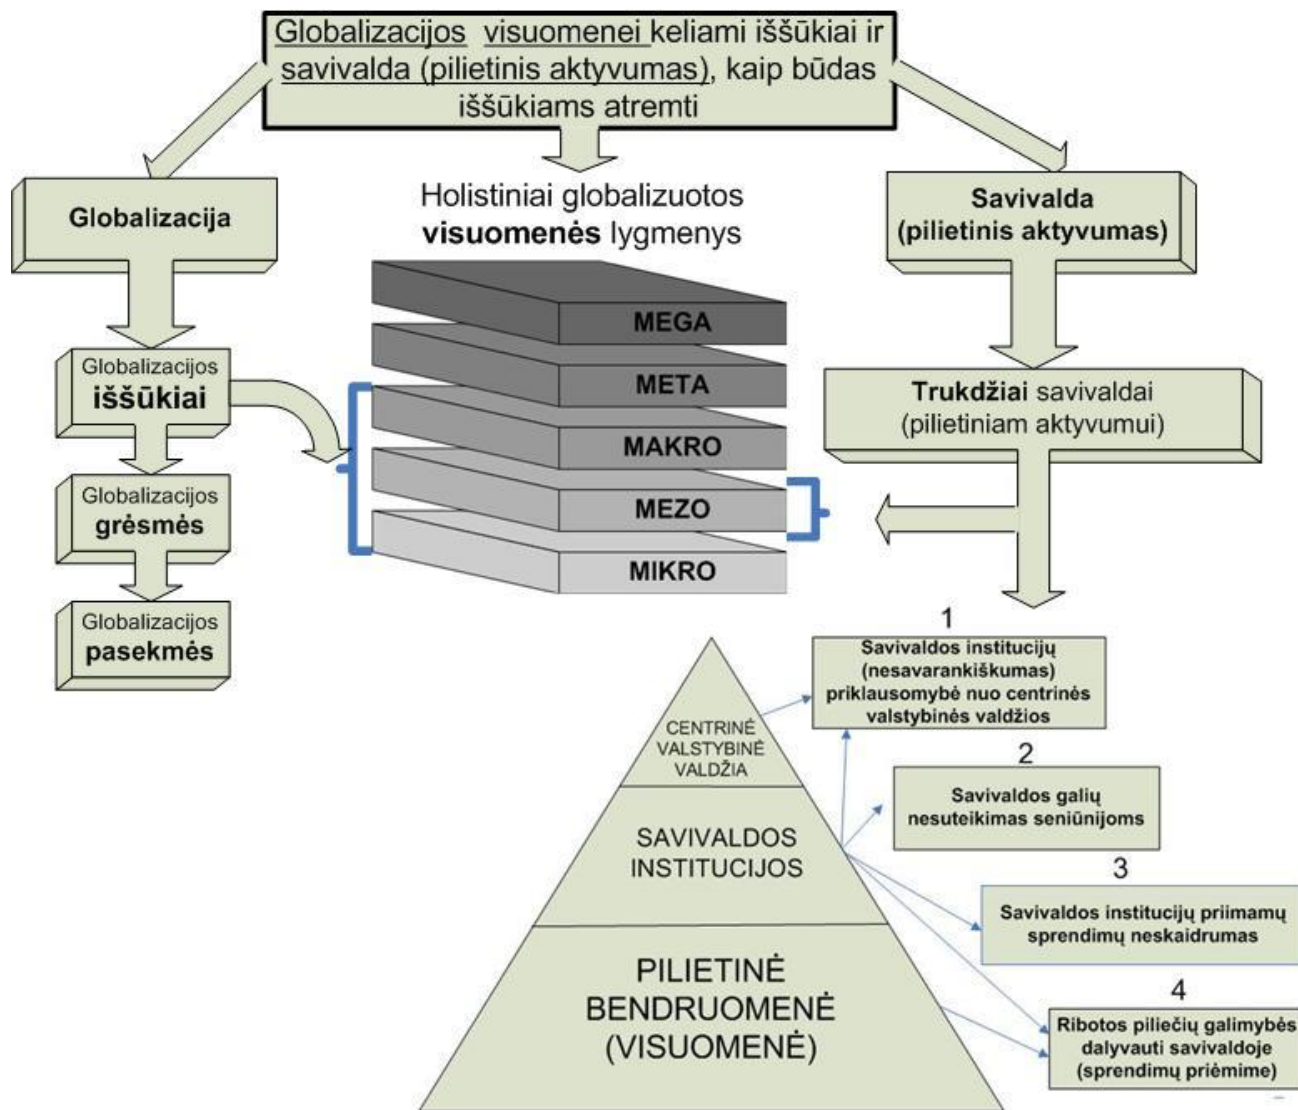 Globalizacijos visuomenei keliami iššūkiai ir
savivalda (pilietinis aktyvumas), kaip būdas
iššūkiams atremti
Globalizacija
Holistiniai globalizuotos
visuomenės lygmenys
Savivalda
(pilietinis aktyvumas)
MEGA
META
MAKRO
MEZO
MIKRO
Globalizacijos
iššūkiai
Globalizacijos
grėsmės
Globalizacijos
pasekmės
Trukdžiai savivaldai
(pilietiniam aktyvumui)
1
Savivaldos institucijų
(nesavarankiškumas)
priklausomybė nuo centrinės
valstybinės valdžios
2
Savivaldos galių
nesuteikimas seniūnijoms
3
Savivaldos institucijų priimamų
sprendimų neskaidrumas
4
Ribotos piliečių galimybės
dalyvauti savivaldoje
(sprendimų priėmime)
CENTRINĖ
VALSTYBINĖ
VALDŽIA
SAVIVALDOS
INSTITUCIJOS
PILIETINĖ
BENDRUOMENĖ
(VISUOMENĖ)